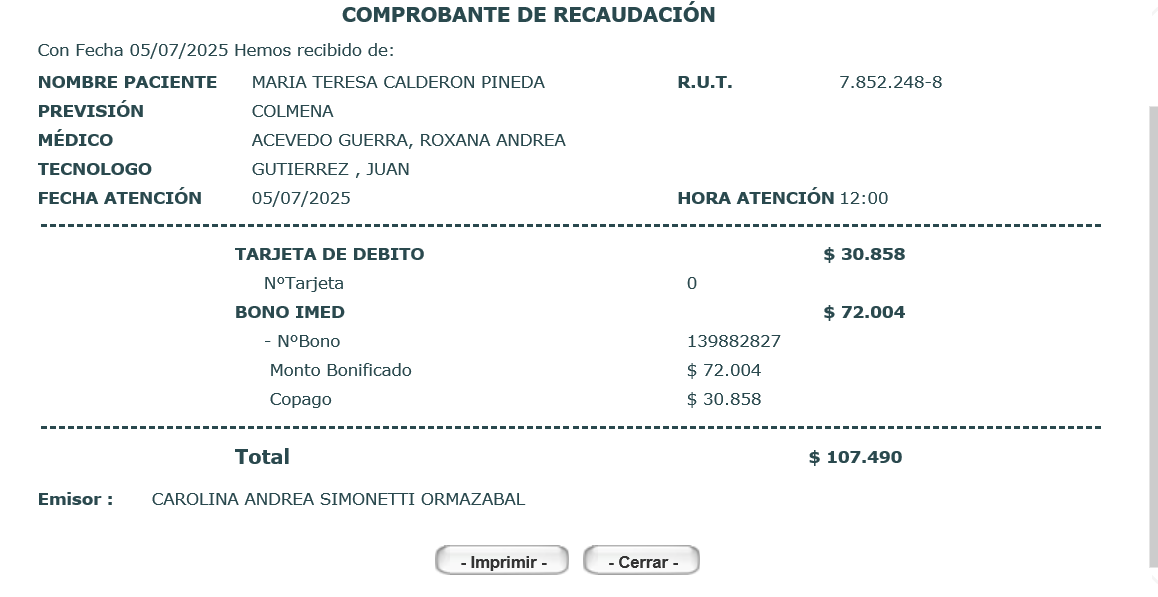 COMPROBANTE DE RECAUDACIÓN
Con Fecha 05/07/2025 Hemos recibido de:
NOMBRE PACIENTE MARIA TERESA CALDERON PINEDA R.U.T. 7.852.248-8
PREVISIÓN COLMENA
MÉDICO ACEVEDO GUERRA, ROXANA ANDREA
TECNOLOGO GUTIERREZ , JUAN
FECHA ATENCIÓN 05/07/2025 HORA ATENCIÓN 12:00
TARJETA DE DEBITO $ 30.858
NºTarjeta 0
BONO IMED $ 72.004
- NºBono 139882827
Monto Bonificado $ 72.004
Copago $ 30.858
Total $ 107.490
Emisor : CAROLINA ANDREA SIMONETTI ORMAZABAL
- Imprimir - - Cerrar -